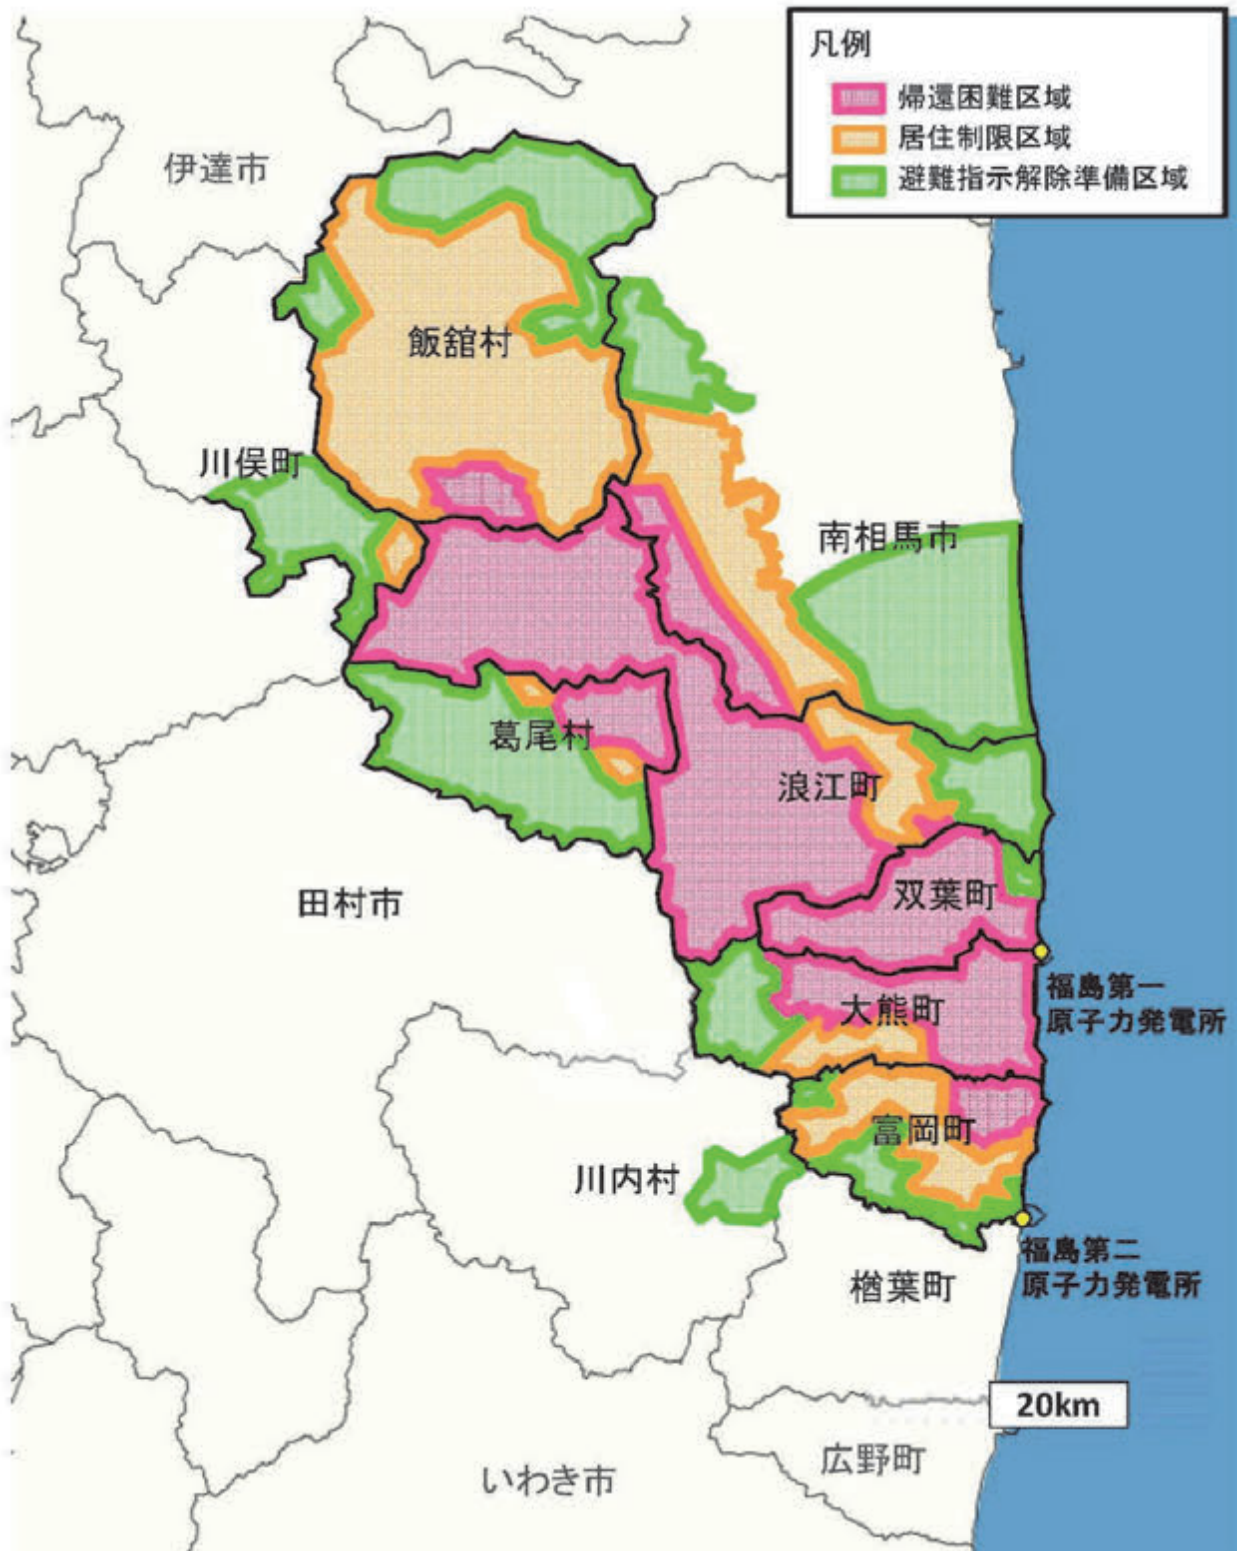 凡例
帰還困難区域
居住制限区域
避難指示解除準備区域
伊達市
飯舘村
川俣町
南相馬市
葛尾村
浪江町
田村市
双葉町
福島第一
原子力発電所
大熊町
富岡町
川内村
福島第二
原子力発電所
楢葉町
20km
広野町
いわき市